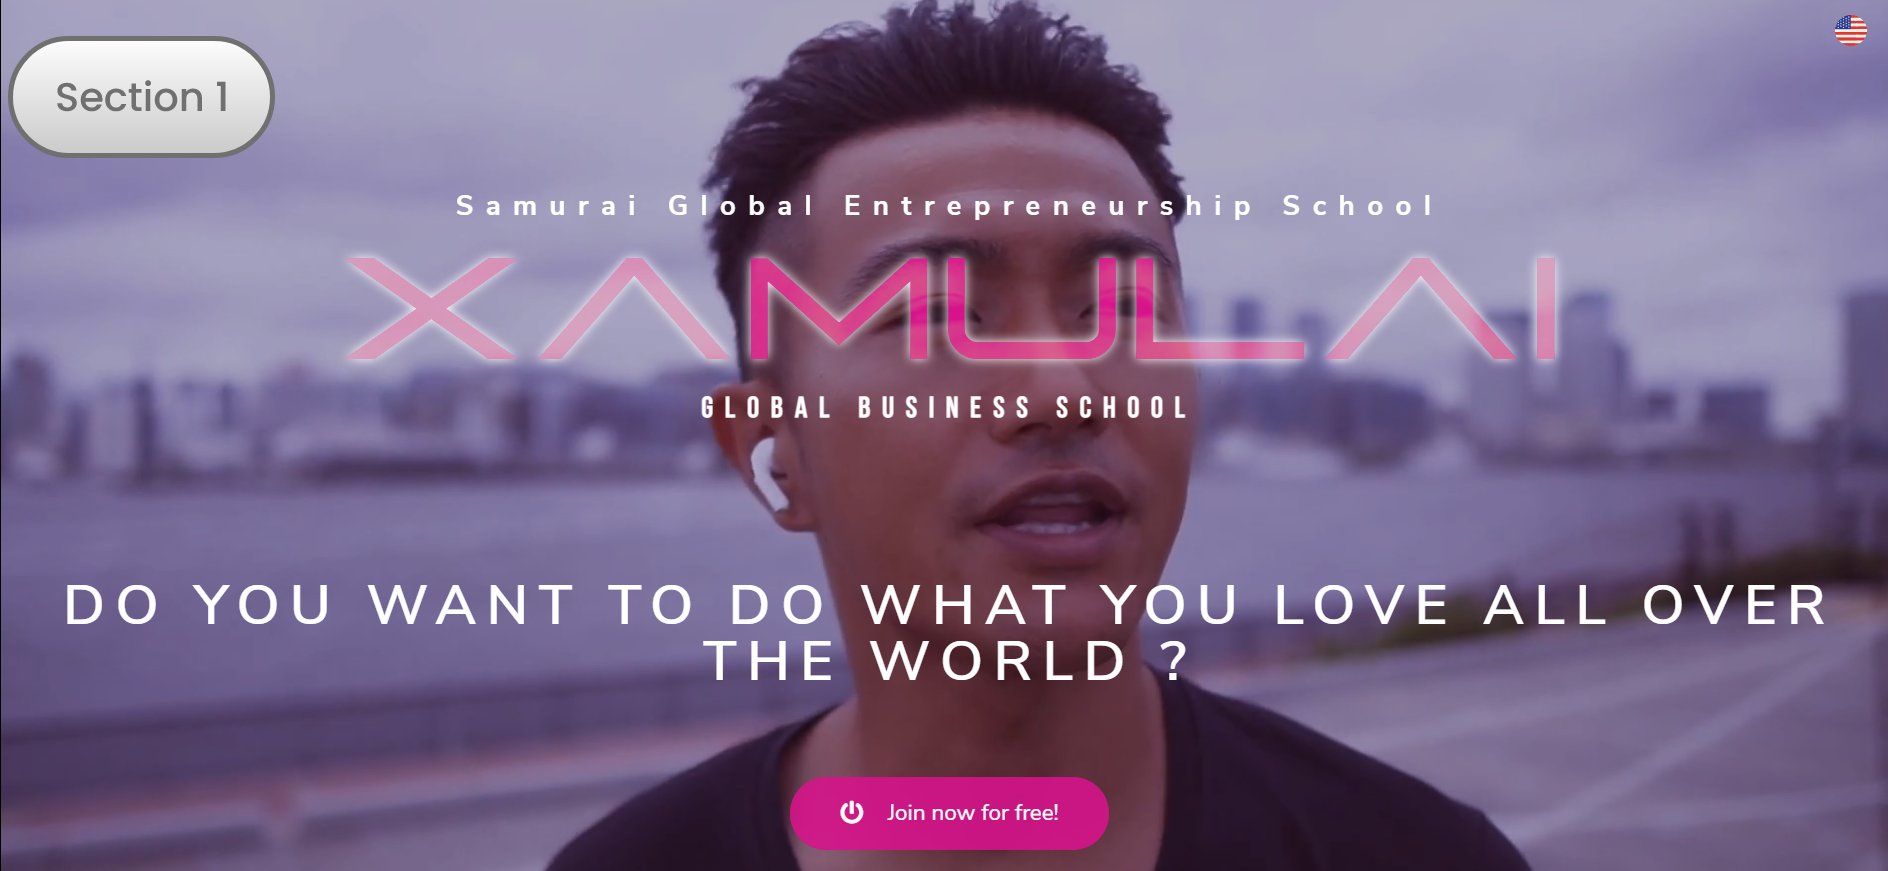 Section 1
Samurai Global Entrepreneurship School
XAMULAI
GLOBAL BUSINESS SCHOOL
DO YOU WANT TO DO WHAT YOU LOVE ALL OVER
THE WORLD ?
Join now for free!